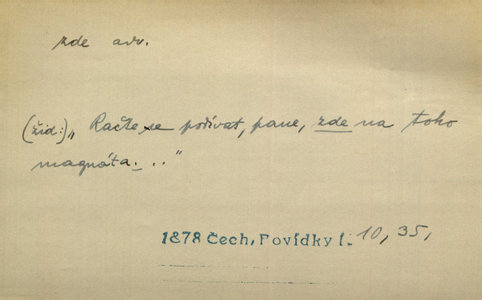 zde adv.
(žid:) „Račte se podívat, pane, zde na toho
magnáta. . .“
1878 Čech, Povídky I. 10, 35,